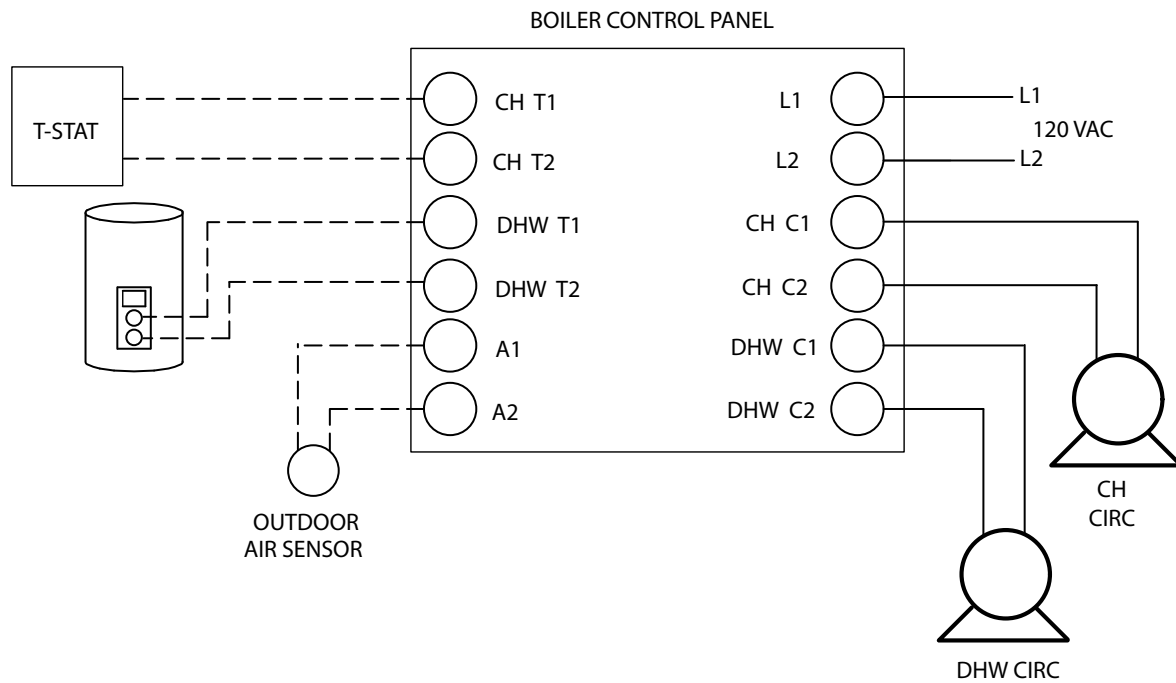 BOILER CONTROL PANEL
T-STAT
CH T1
CH T2
DHW T1
DHW T2
A1
A2
L1
L2
CH C1
CH C2
DHW C1
DHW C2
L1
120 VAC
L2
OUTDOOR
AIR SENSOR
CH
CIRC
DHW CIRC